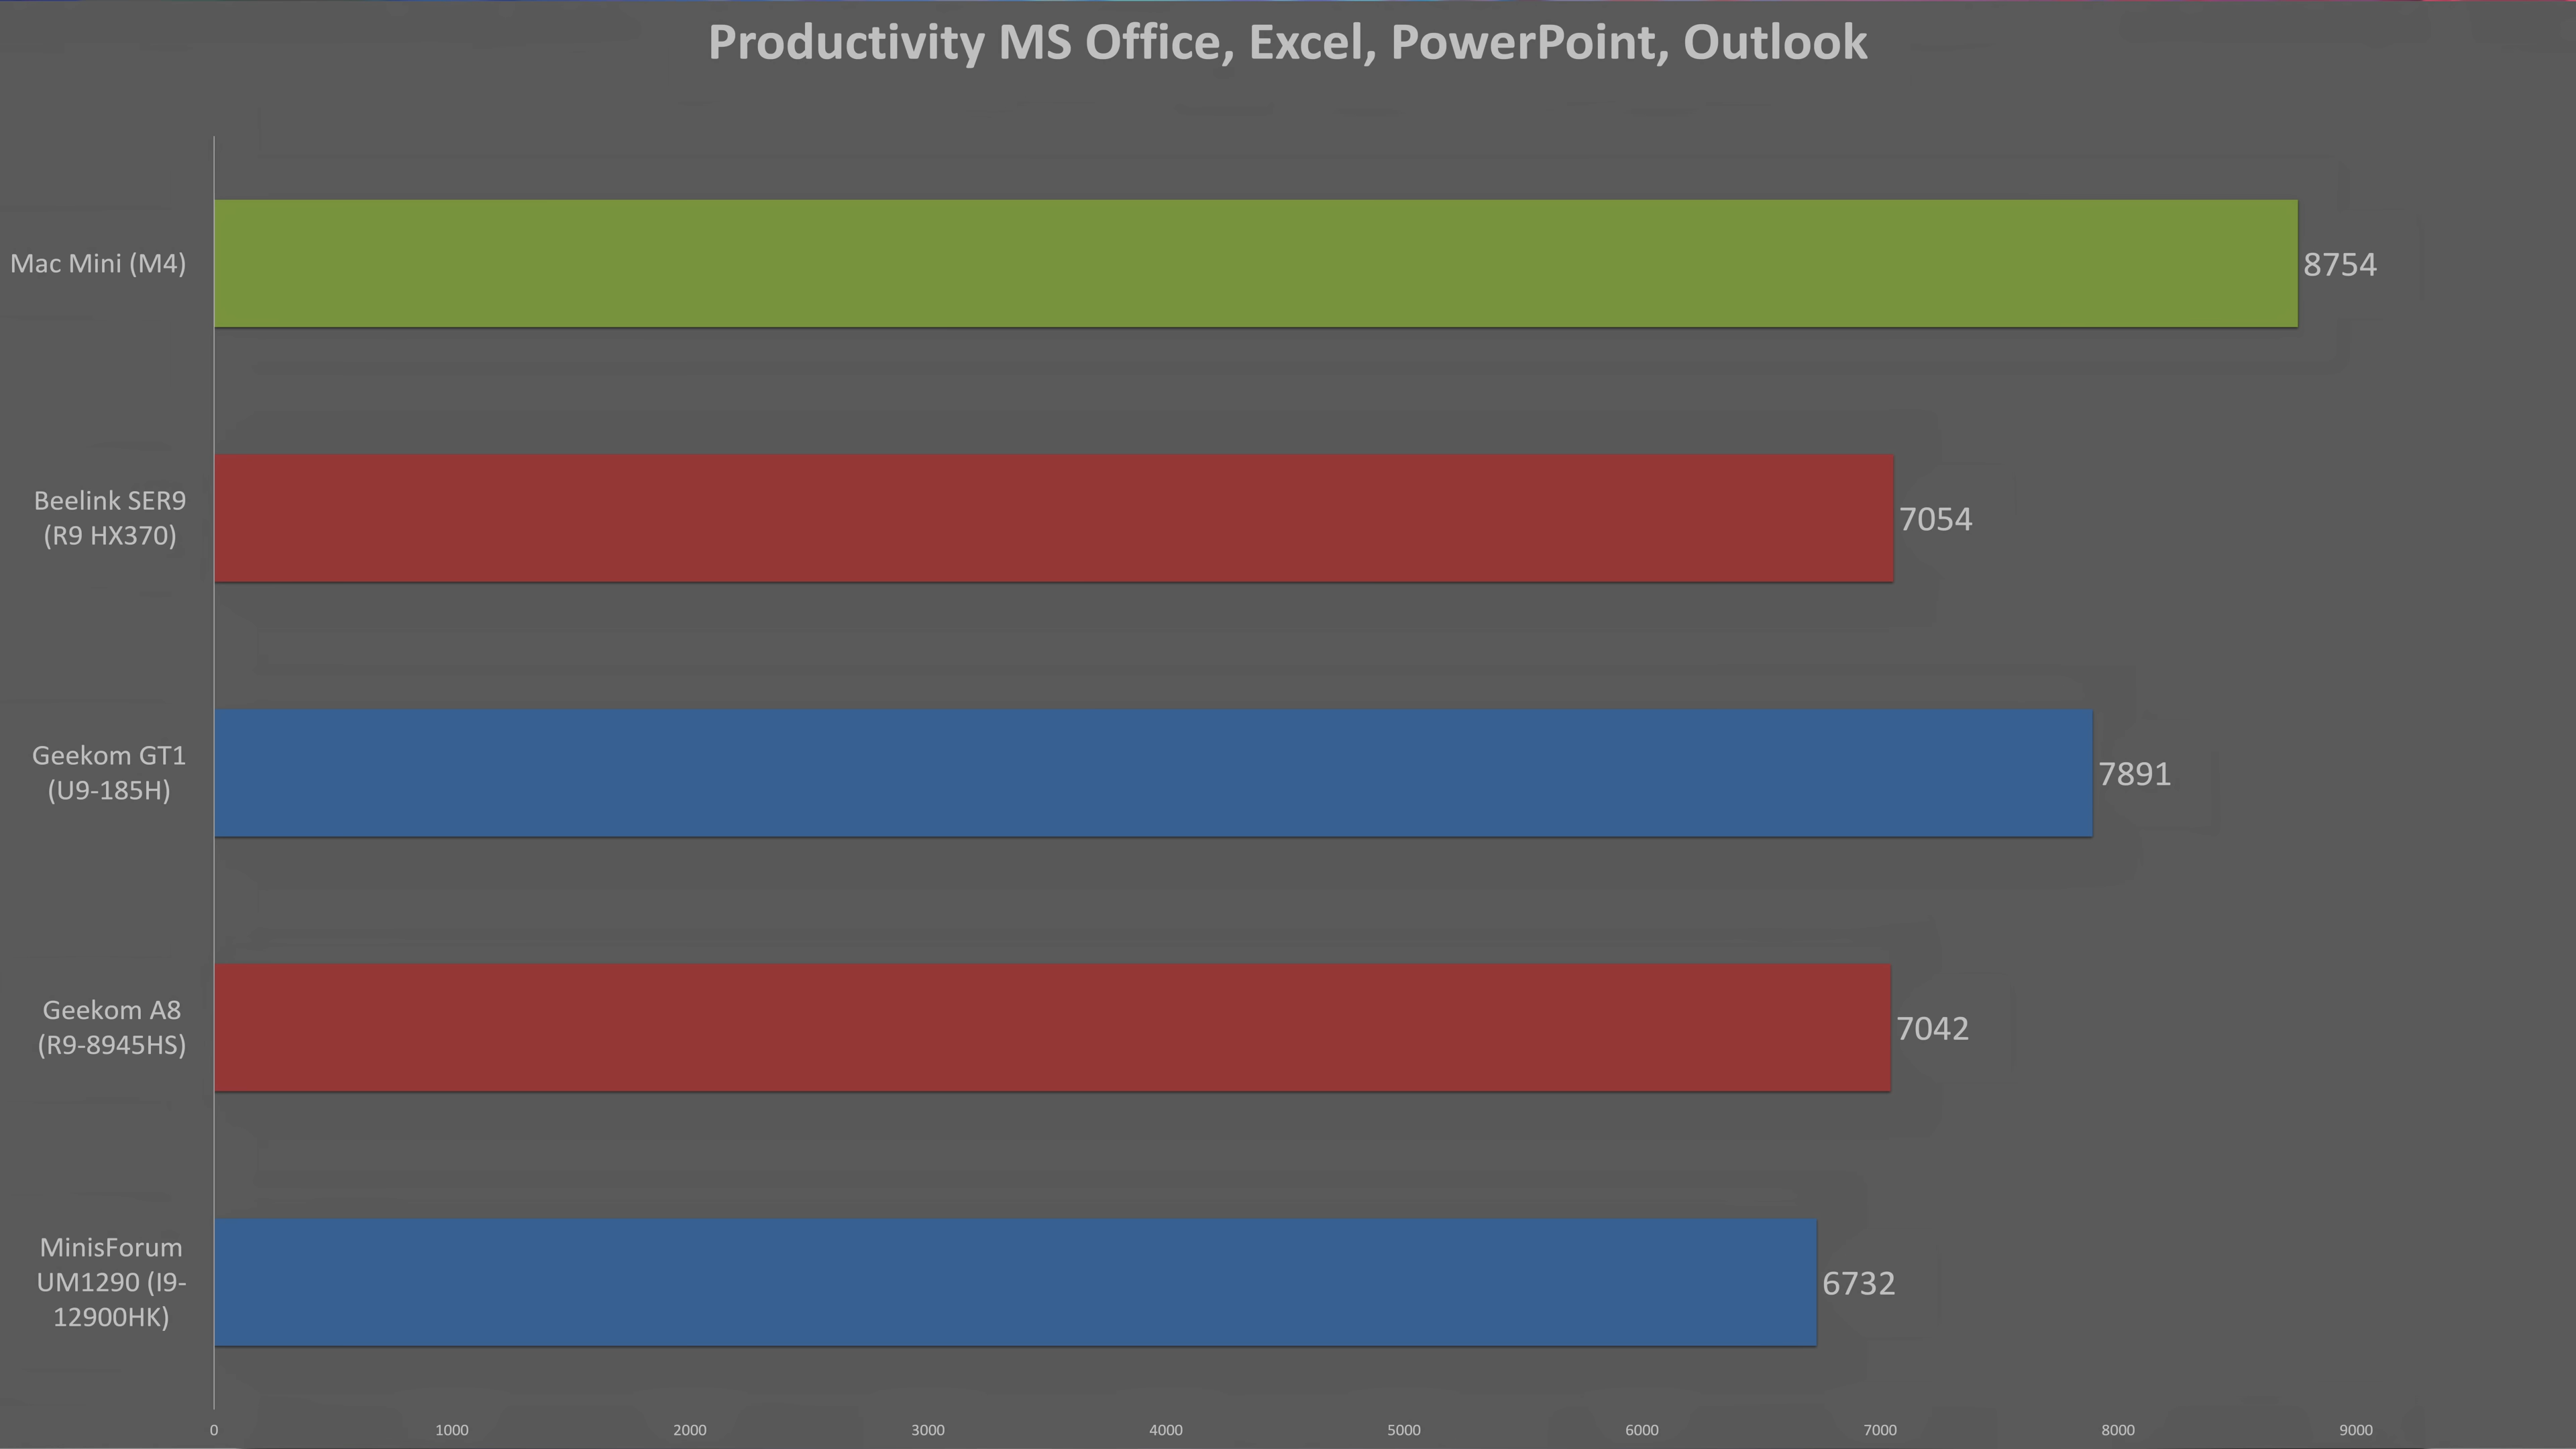 Productivity MS Office, Excel, PowerPoint, Outlook
Mac Mini (M4)
8754
Beelink SER9
(R9 HX370)
7054
Geekom GT1
(U9-185H)
7891
Geekom A8
(R9-8945HS)
7042
MinisForum
UM1290 (I9-
12900HK)
6732
0 1000 2000 3000 4000 5000 6000 7000 8000 9000